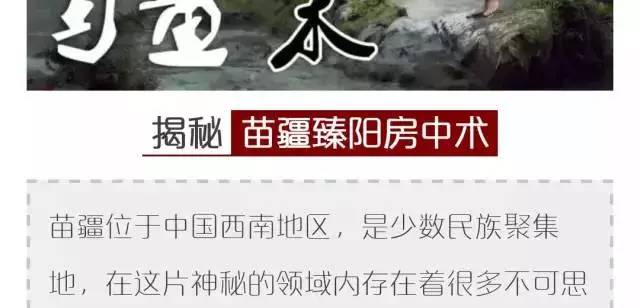 疆术
揭秘 苗疆臻阳房中术
苗疆位于中国西南地区，是少数民族聚集
地，在这片神秘的领域内存在着很多不可思